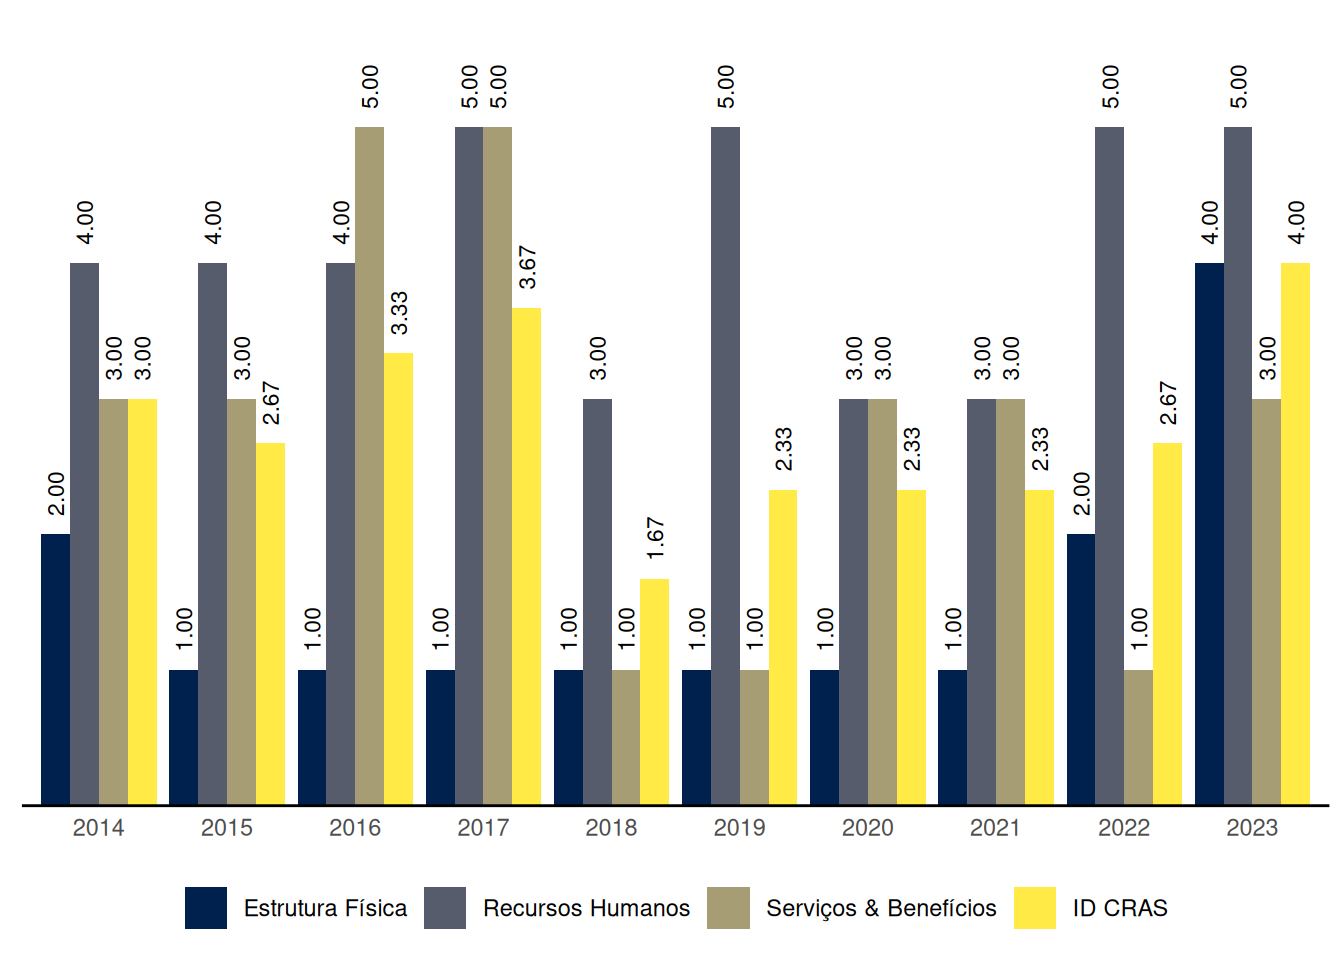 5.00 5.00 5.00 5.00 5.00 5.00
4.00 4.00 4.00 4.00 4.00
3.67
3.33
3.00 3.00 3.00 3.00 3.00 3.00 3.00 3.00 3.00
2.67 2.67
2.33 2.33 2.33
2.00 2.00
1.67
1.00 1.00 1.00 1.00 1.00 1.00 1.00 1.00 1.00 1.00
2014 2015 2016 2017 2018 2019 2020 2021 2022 2023
Estrutura Física Recursos Humanos Serviços & Benefícios ID CRAS